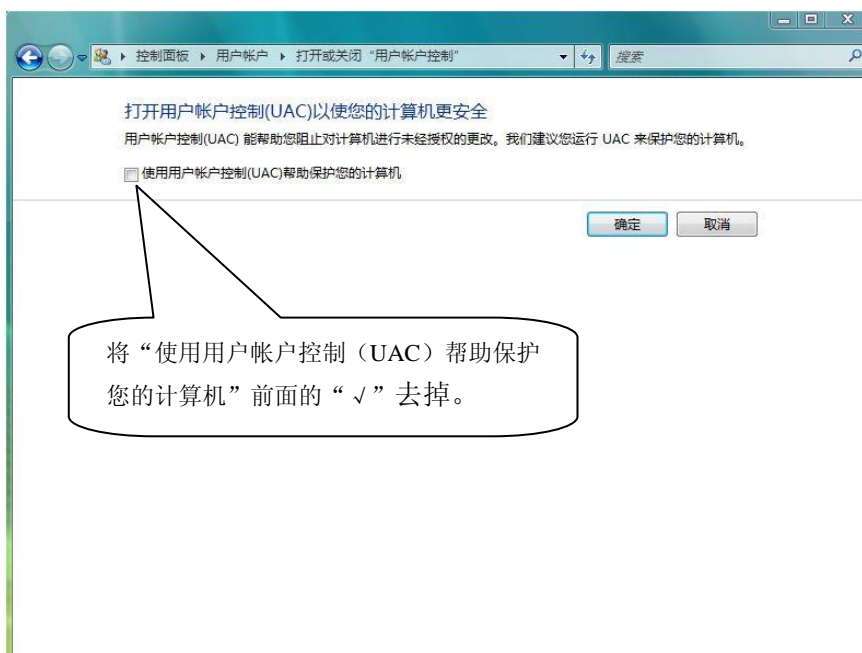 控制面板 用户帐户 打开或关闭“用户帐户控制” 搜索
打开用户帐户控制(UAC)以使您的计算机更安全
用户帐户控制(UAC) 能帮助您阻止对计算机进行未经授权的更改。我们建议您运行 UAC 来保护您的计算机。
使用用户帐户控制(UAC)帮助保护您的计算机
确定 取消
将“使用用户帐户控制（UAC）帮助保护
您的计算机”前面的“√”去掉。